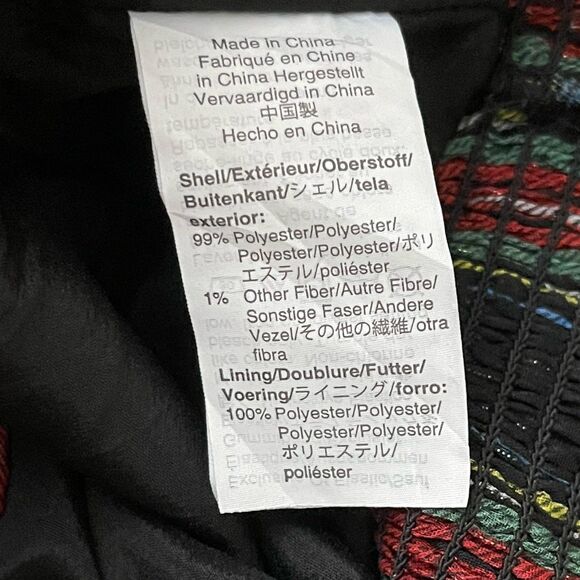 Made in China
Fabriqué en Chine
in China Hergestellt
Vervaardigd in China
中国製
Hecho en China
Shell/Extérieur/Oberstoff/
Buitenkant/シェル/tela
exterior:
99% Polyester/Polyester/
Polyester/Polyester/ポリ
エステル/poliéster
1% Other Fiber/Autre Fibre/
Sonstige Faser/Andere
Vezel/その他の繊維/otra
fibra
Lining/Doublure/Futter/
Voering/ライニング/forro:
100% Polyester/Polyester/
Polyester/Polyester/
ポリエステル/
poliéster